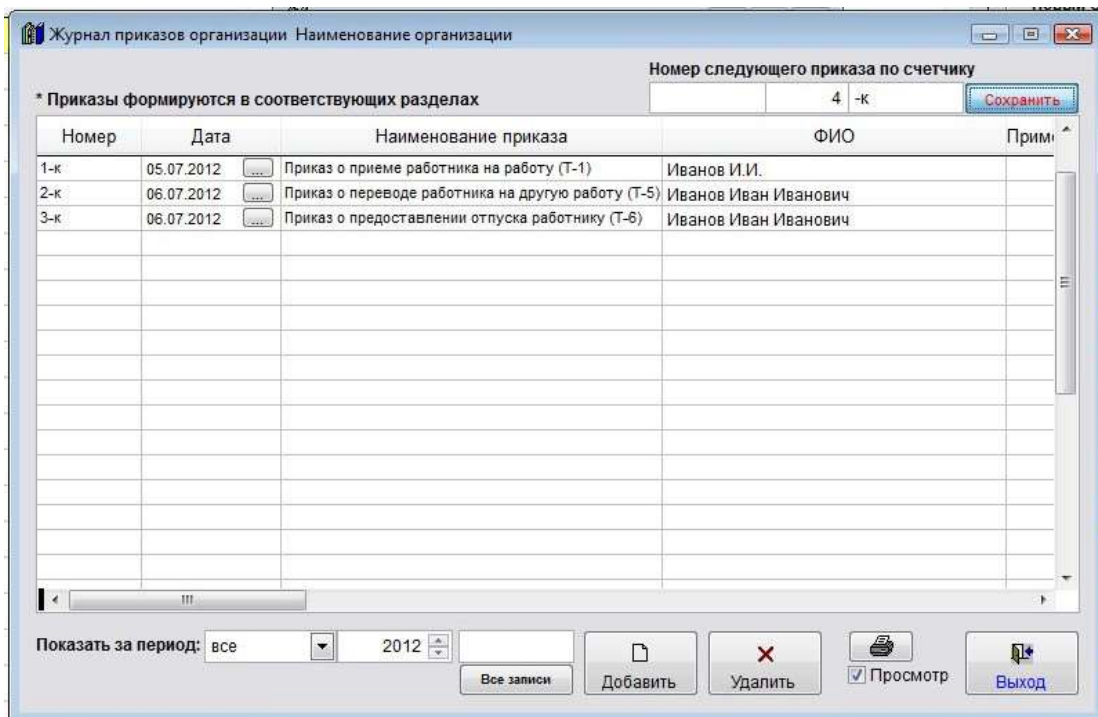 Журнал приказов организации Наименование организации
Номер следующего приказа по счетчику
* Приказы формируются в соответствующих разделах
4 -к Сохранить
Номер Дата Наименование приказа ФИО
1-к 05.07.2012 ... Приказ о приеме работника на работу (Т-1) Иванов И.И.
2-к 06.07.2012 ... Приказ о переводе работника на другую работу (Т-5) Иванов Иван Иванович
3-к 06.07.2012 ... Приказ о предоставлении отпуска работнику (Т-6) Иванов Иван Иванович
Показать за период: все 2012
Все записи Добавить Удалить Просмотр Выход